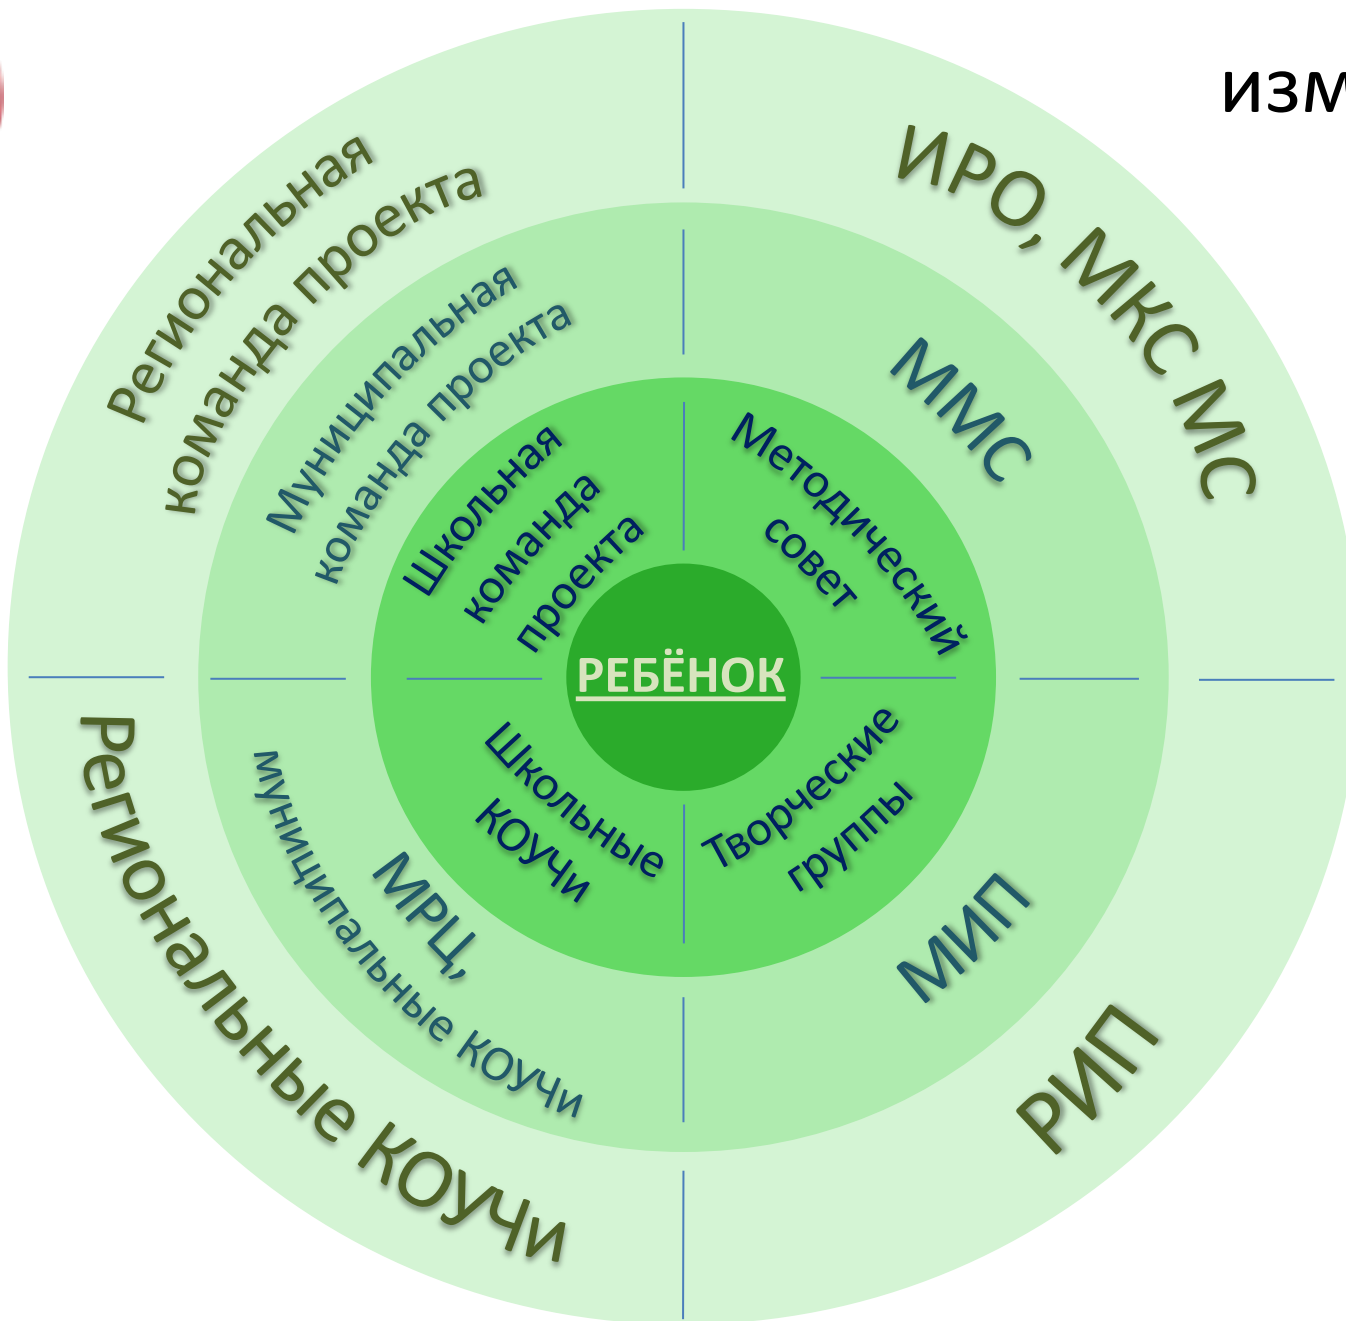 изм
Региональная
команда проекта
ИРО, МКС МС
Муниципальная
команда проекта
ММС
Школьная
команда
проекта
Методический
совет
РЕБЁНОК
Школьные
КОУЧи
Творческие
группы
МРЦ,
муниципальные КОУЧи
МИП
Региональные КОУЧи
РИП